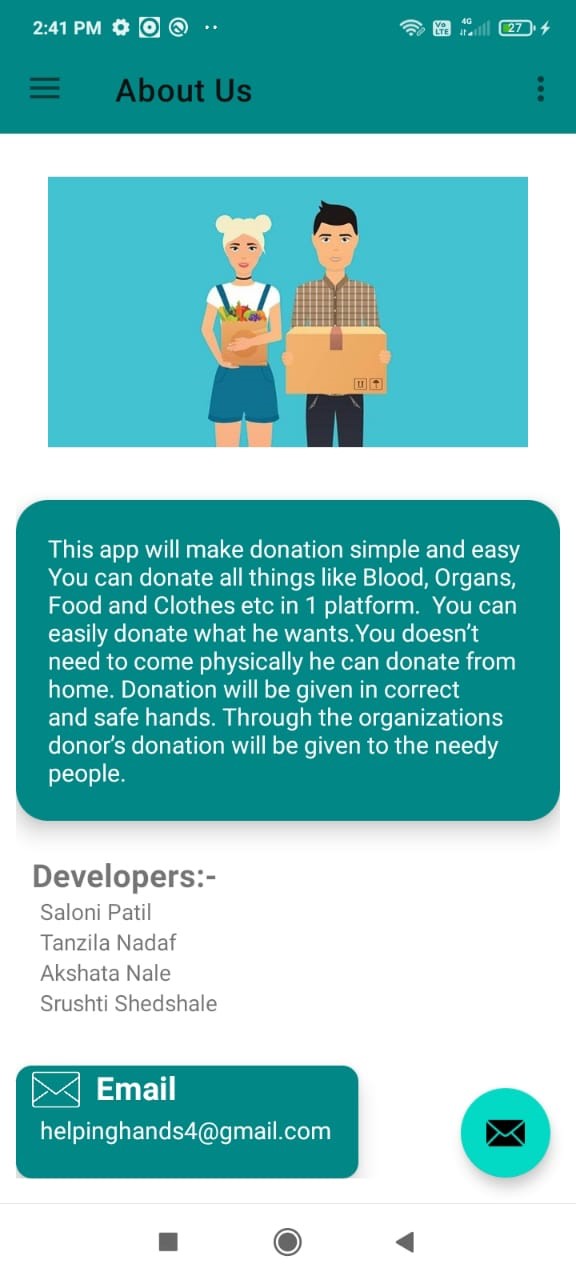 2:41 PM
Vo LTE 4G 27
About Us
This app will make donation simple and easy
You can donate all things like Blood, Organs,
Food and Clothes etc in 1 platform.  You can
easily donate what he wants.You doesn’t
need to come physically he can donate from
home. Donation will be given in correct
and safe hands. Through the organizations
donor’s donation will be given to the needy
people.
Developers:-
Saloni Patil
Tanzila Nadaf
Akshata Nale
Srushti Shedshale
Email
helpinghands4@gmail.com